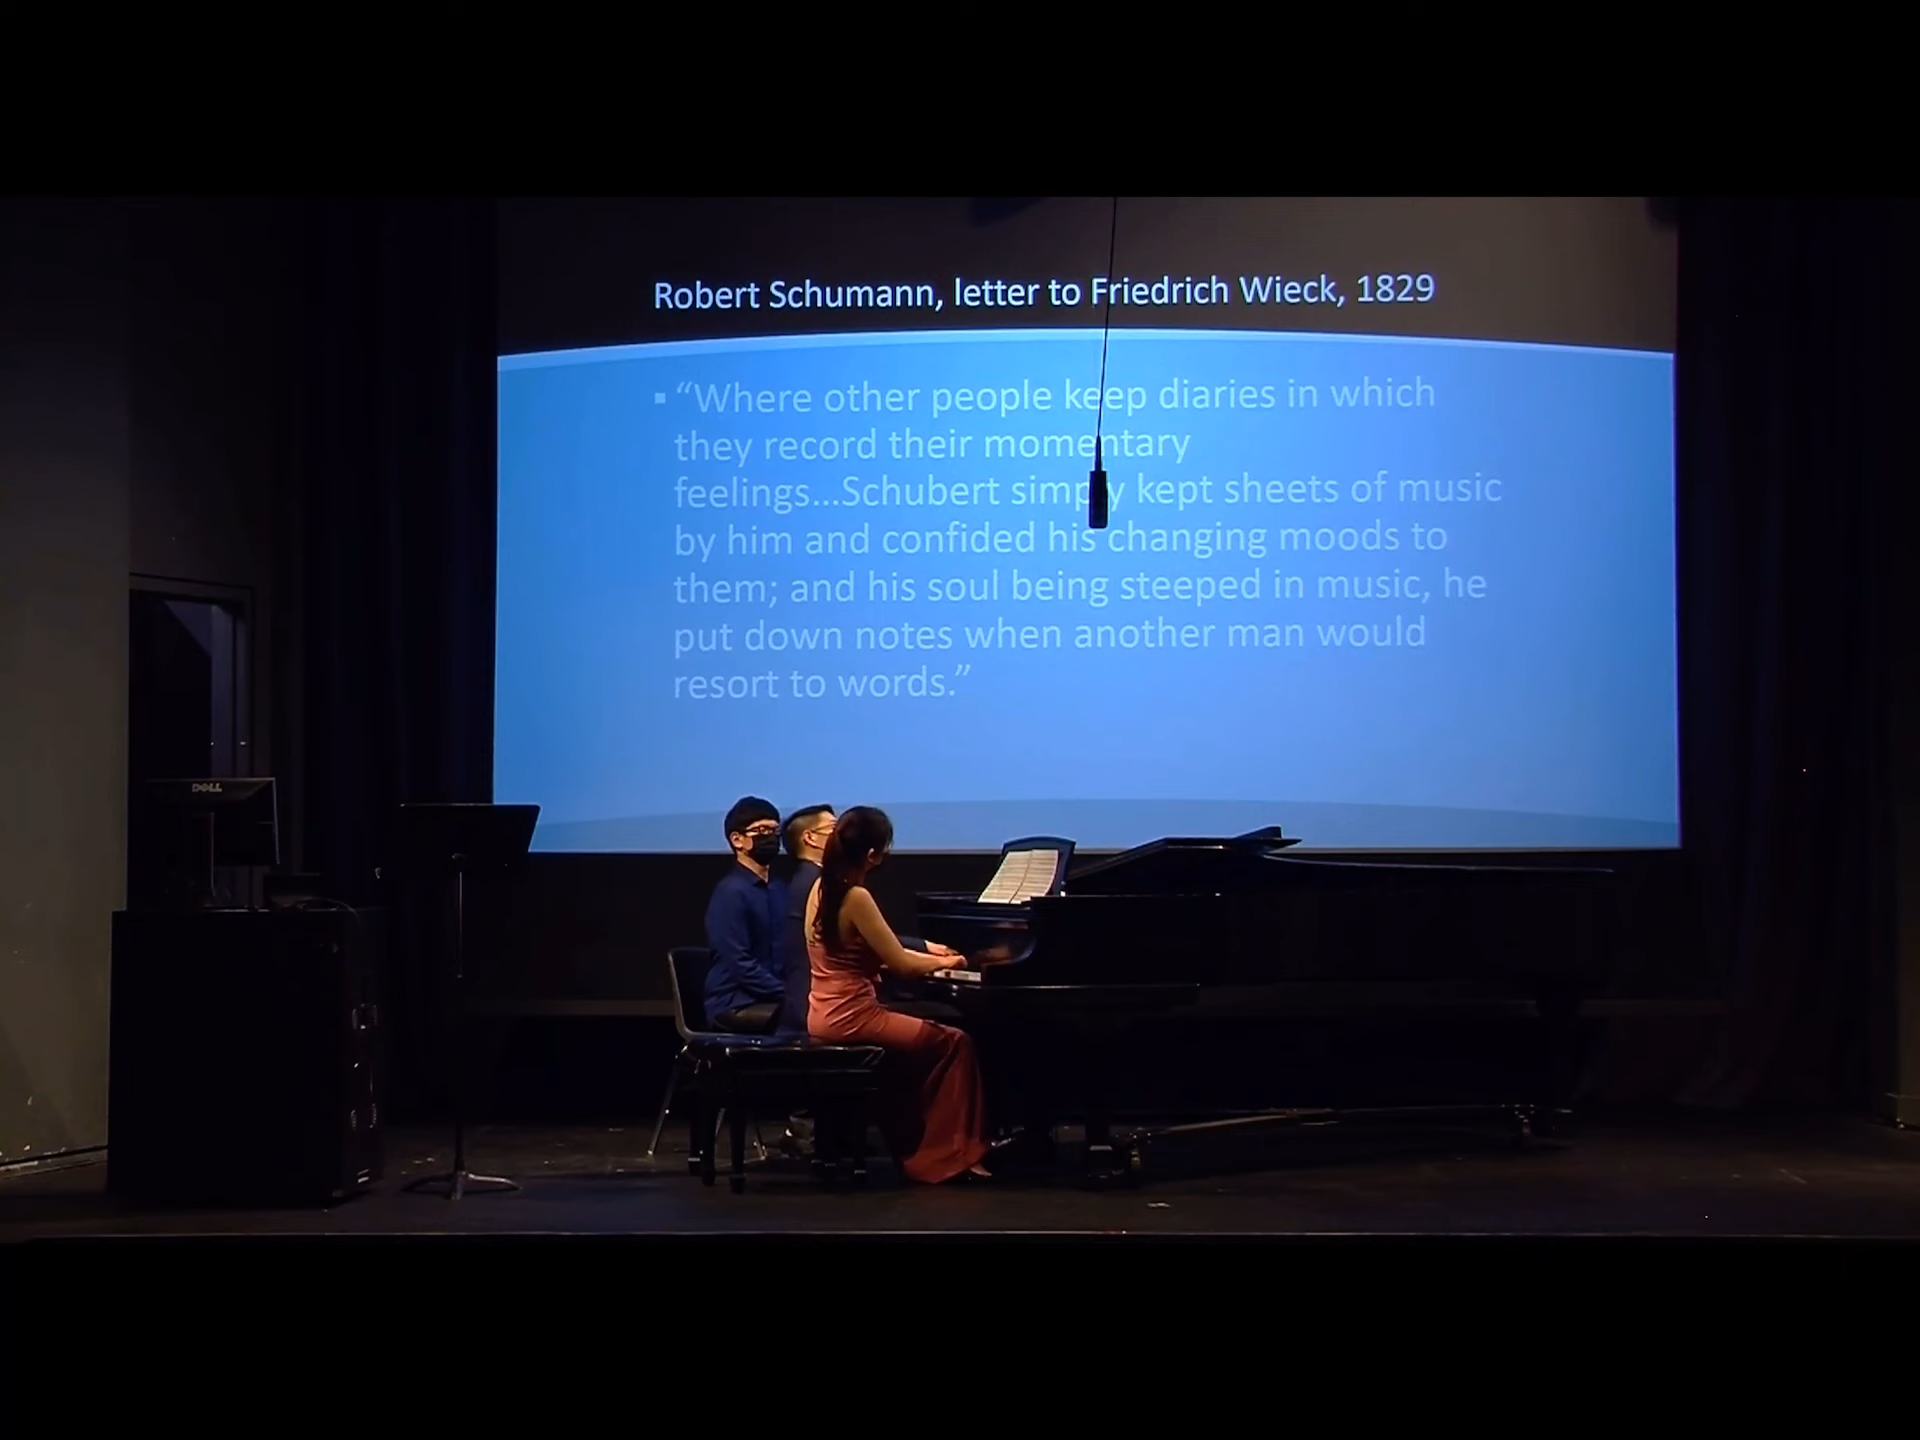 Robert Schumann, letter to Friedrich Wieck, 1829
▪ “Where other people keep diaries in which
they record their momentary
feelings...Schubert simply kept sheets of music
by him and confided his changing moods to
them; and his soul being steeped in music, he
put down notes when another man would
resort to words.”
DELL